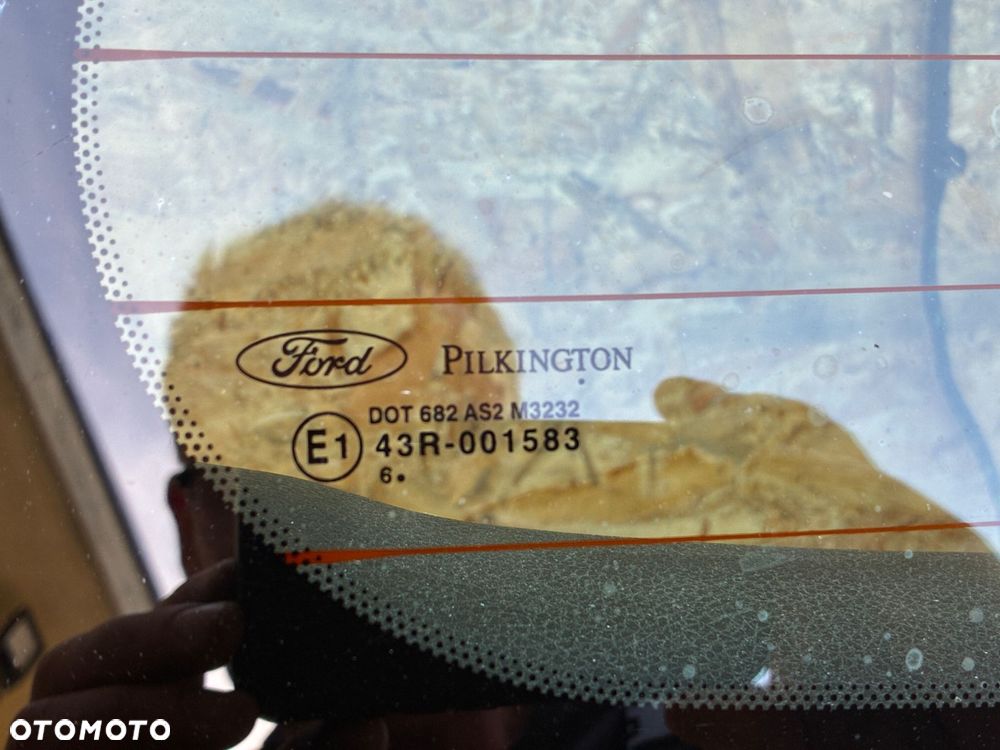 Ford PILKINGTON
DOT 682 AS2 M3232
E1 43R-001583
6•
OTOMOTO